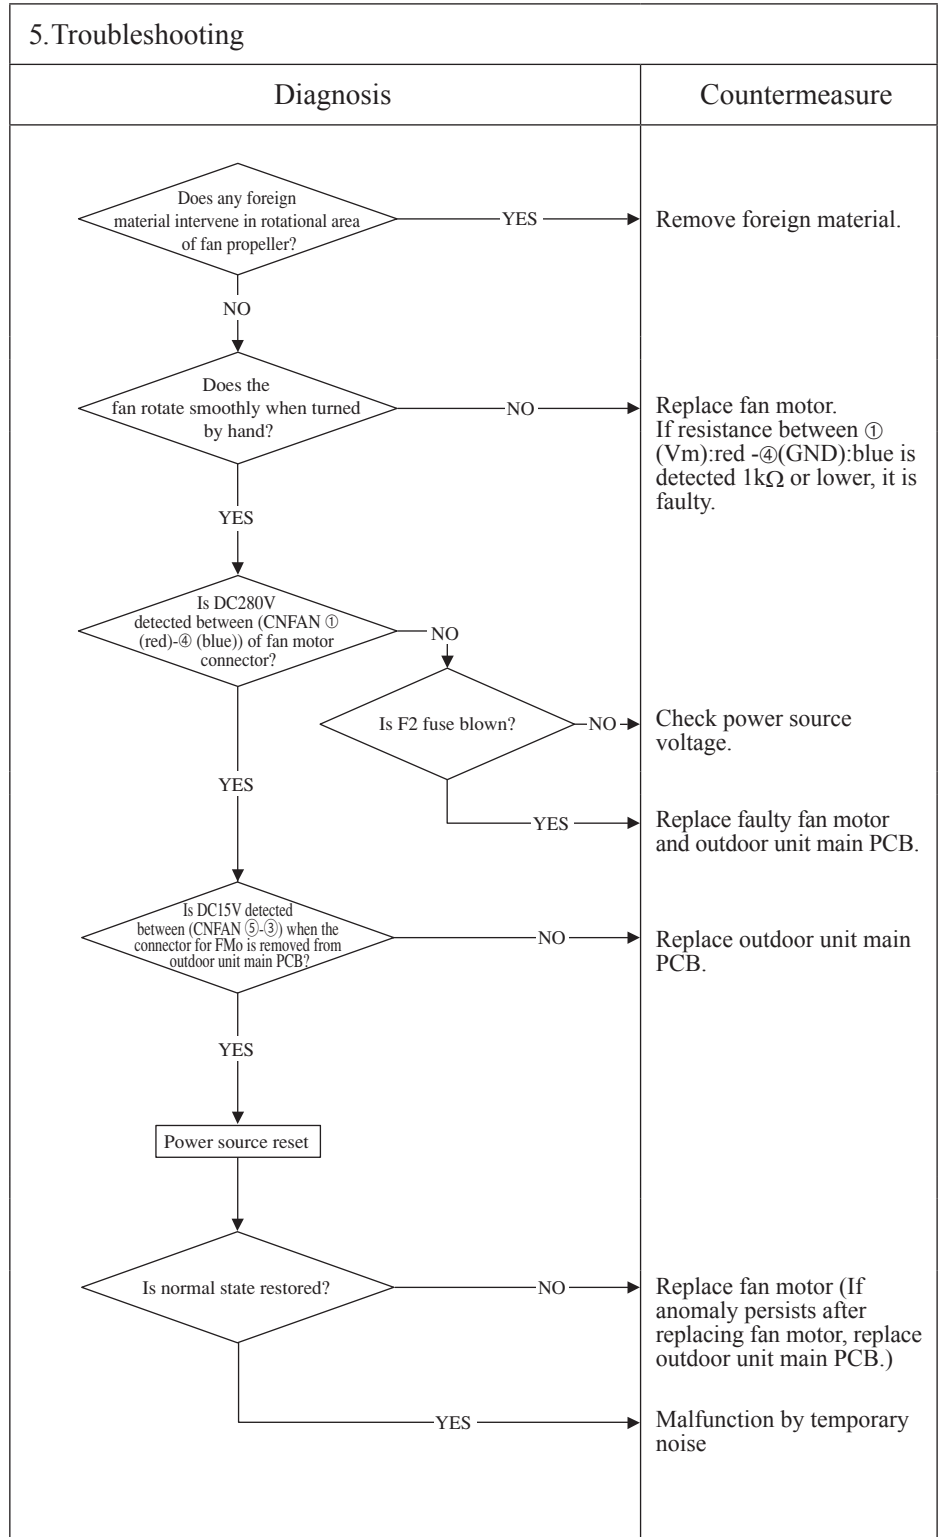 5.Troubleshooting
Diagnosis
Countermeasure
Does any foreign
material intervene in rotational area
of fan propeller?
YES
Remove foreign material.
NO
Does the
fan rotate smoothly when turned
by hand?
NO
Replace fan motor.
If resistance between ①
(Vm):red -④(GND):blue is
detected 1kΩ or lower, it is
faulty.
YES
Is DC280V
detected between (CNFAN ①
(red)-④ (blue)) of fan motor
connector?
NO
Is F2 fuse blown?
NO
Check power source
voltage.
YES
YES
Replace faulty fan motor
and outdoor unit main PCB.
Is DC15V detected
between (CNFAN ⑤-③) when the
connector for FMo is removed from
outdoor unit main PCB?
NO
Replace outdoor unit main
PCB.
YES
Power source reset
Is normal state restored?
NO
Replace fan motor (If
anomaly persists after
replacing fan motor, replace
outdoor unit main PCB.)
YES
Malfunction by temporary
noise